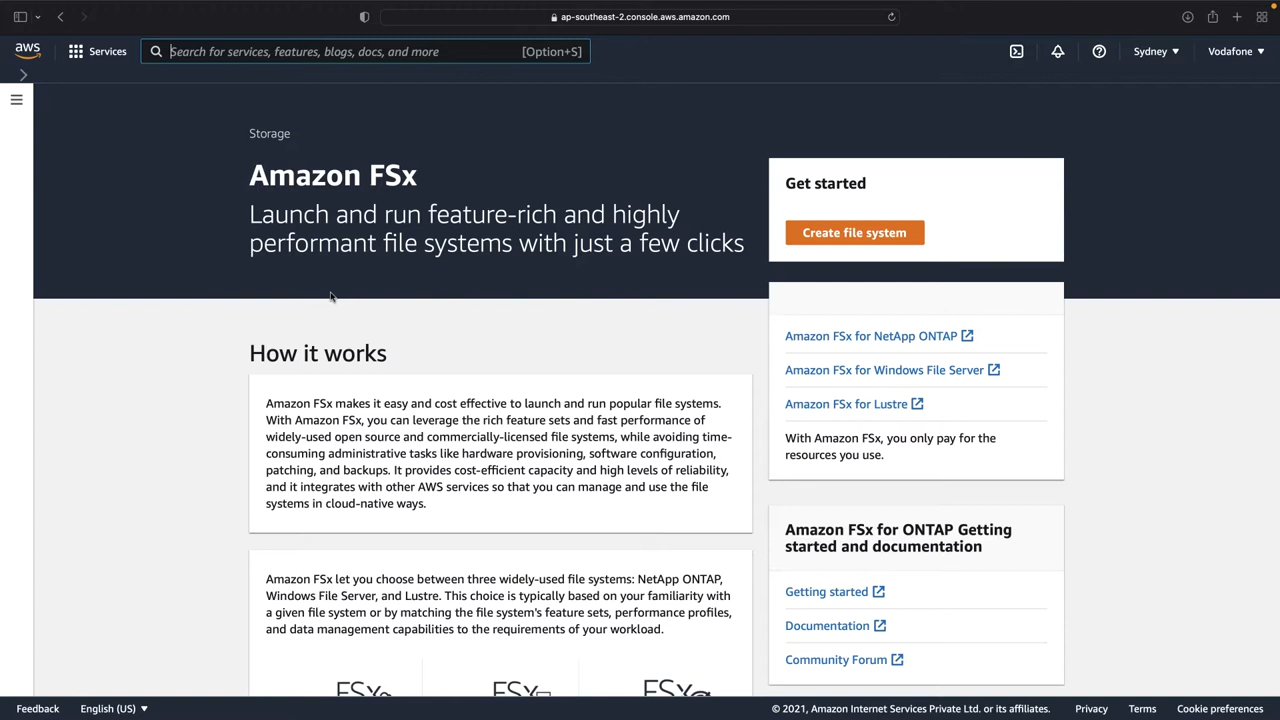 ap-southeast-2.console.aws.amazon.com
aws
Services
Search for services, features, blogs, docs, and more
[Option+S]
Sydney
Vodafone
Storage
Amazon FSx
Launch and run feature-rich and highly
performant file systems with just a few clicks
Get started
Create file system
Amazon FSx for NetApp ONTAP
Amazon FSx for Windows File Server
Amazon FSx for Lustre
With Amazon FSx, you only pay for the
resources you use.
How it works
Amazon FSx makes it easy and cost effective to launch and run popular file systems.
With Amazon FSx, you can leverage the rich feature sets and fast performance of
widely-used open source and commercially-licensed file systems, while avoiding time-
consuming administrative tasks like hardware provisioning, software configuration,
patching, and backups. It provides cost-efficient capacity and high levels of reliability,
and it integrates with other AWS services so that you can manage and use the file
systems in cloud-native ways.
Amazon FSx for ONTAP Getting
started and documentation
Getting started
Documentation
Community Forum
Amazon FSx let you choose between three widely-used file systems: NetApp ONTAP,
Windows File Server, and Lustre. This choice is typically based on your familiarity with
a given file system or by matching the file system's feature sets, performance profiles,
and data management capabilities to the requirements of your workload.
FSx
FSx
FSx
Feedback
English (US)
© 2021, Amazon Internet Services Private Ltd. or its affiliates.
Privacy
Terms
Cookie preferences